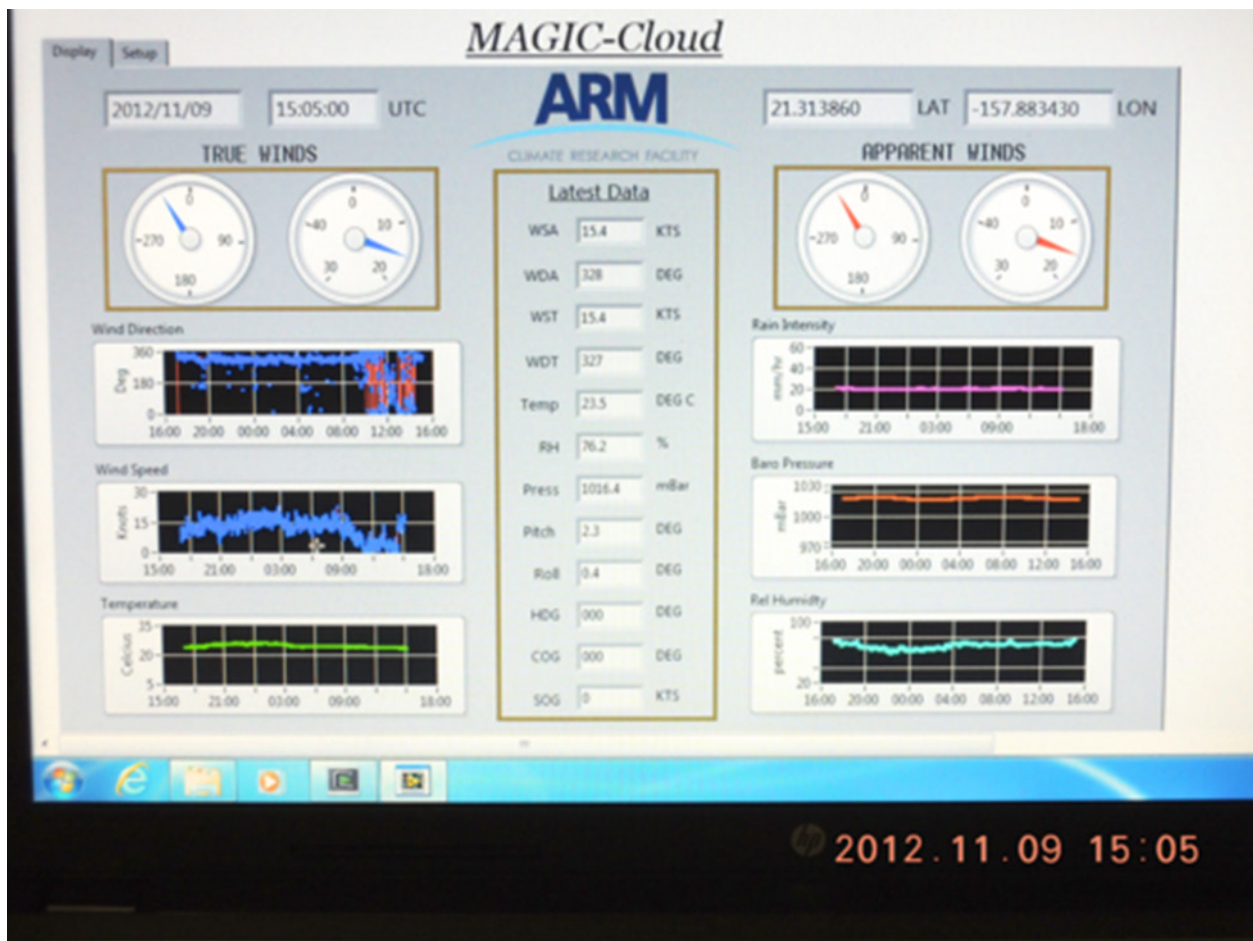 MAGIC-Cloud
Display Setup
ARM
CLIMATE RESEARCH FACILITY
2012/11/09 15:05:00 UTC
21.313860 LAT -157.883430 LON
TRUE WINDS
0 90 180 270
0 10 20 30 40
APPARENT WINDS
0 90 180 270
0 10 20 30 40
Latest Data
WSA 15.4 KTS
WDA 328 DEG
WST 15.4 KTS
WDT 327 DEG
Temp 23.5 DEG C
RH 76.2 %
Press 1016.4 mBar
Pitch 2.3 DEG
Roll 0.4 DEG
HDG 000 DEG
COG 000 DEG
SOG 0 KTS
Wind Direction
Deg
360
180
0
16:00 20:00 00:00 04:00 08:00 12:00 16:00
Wind Speed
Knots
30
15
0
15:00 21:00 03:00 09:00 18:00
Temperature
Celcius
35
20
5
15:00 21:00 03:00 09:00 18:00
Rain Intensity
mm/hr
60
40
20
0
15:00 21:00 03:00 09:00 18:00
Baro Pressure
mBar
1030
1000
970
16:00 20:00 00:00 04:00 08:00 12:00 16:00
Rel Humidty
percent
100
20
16:00 20:00 00:00 04:00 08:00 12:00 16:00
hp
2012.11.09 15:05